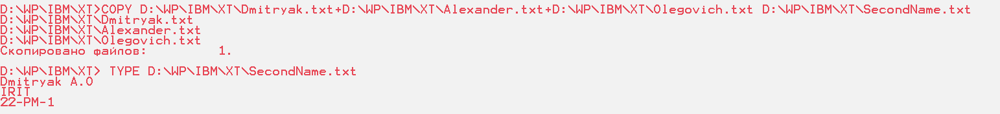 D:\WP\IBM\XT>COPY D:\WP\IBM\XT\Dmitryak.txt+D:\WP\IBM\XT\Alexander.txt+D:\WP\IBM\XT\Olegovich.txt D:\WP\IBM\XT\SecondName.txt
D:\WP\IBM\XT\Dmitryak.txt
D:\WP\IBM\XT\Alexander.txt
D:\WP\IBM\XT\Olegovich.txt
Скопировано файлов:         1.
D:\WP\IBM\XT> TYPE D:\WP\IBM\XT\SecondName.txt
Dmitryak A.O
IRIT
22-PM-1